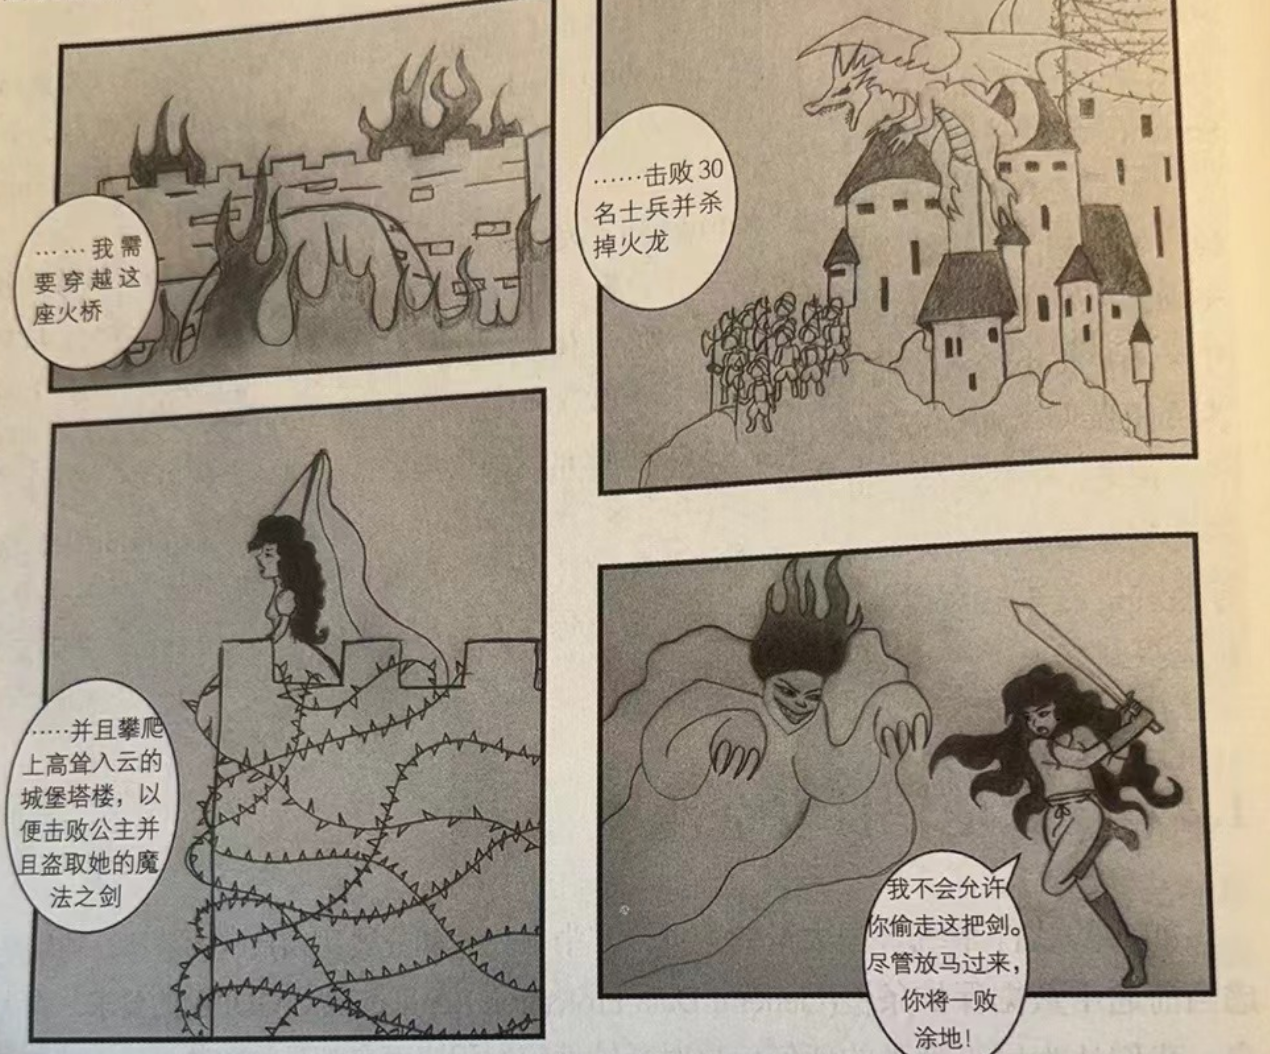 ……我需
要穿越这
座火桥
……击败30
名士兵并杀
掉火龙
……并且攀爬
上高耸入云的
城堡塔楼，以
便击败公主并
且盗取她的魔
法之剑
我不会允许
你偷走这把剑。
尽管放马过来，
你将一败
涂地！